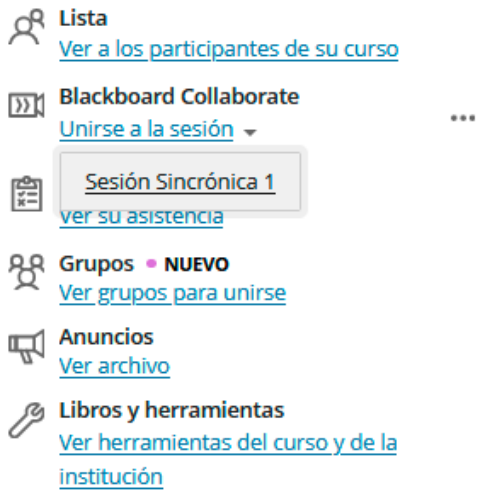 Lista
Ver a los participantes de su curso
Blackboard Collaborate
Unirse a la sesión
Sesión Sincrónica 1
Ver su asistencia
Grupos • NUEVO
Ver grupos para unirse
Anuncios
Ver archivo
Libros y herramientas
Ver herramientas del curso y de la
institución